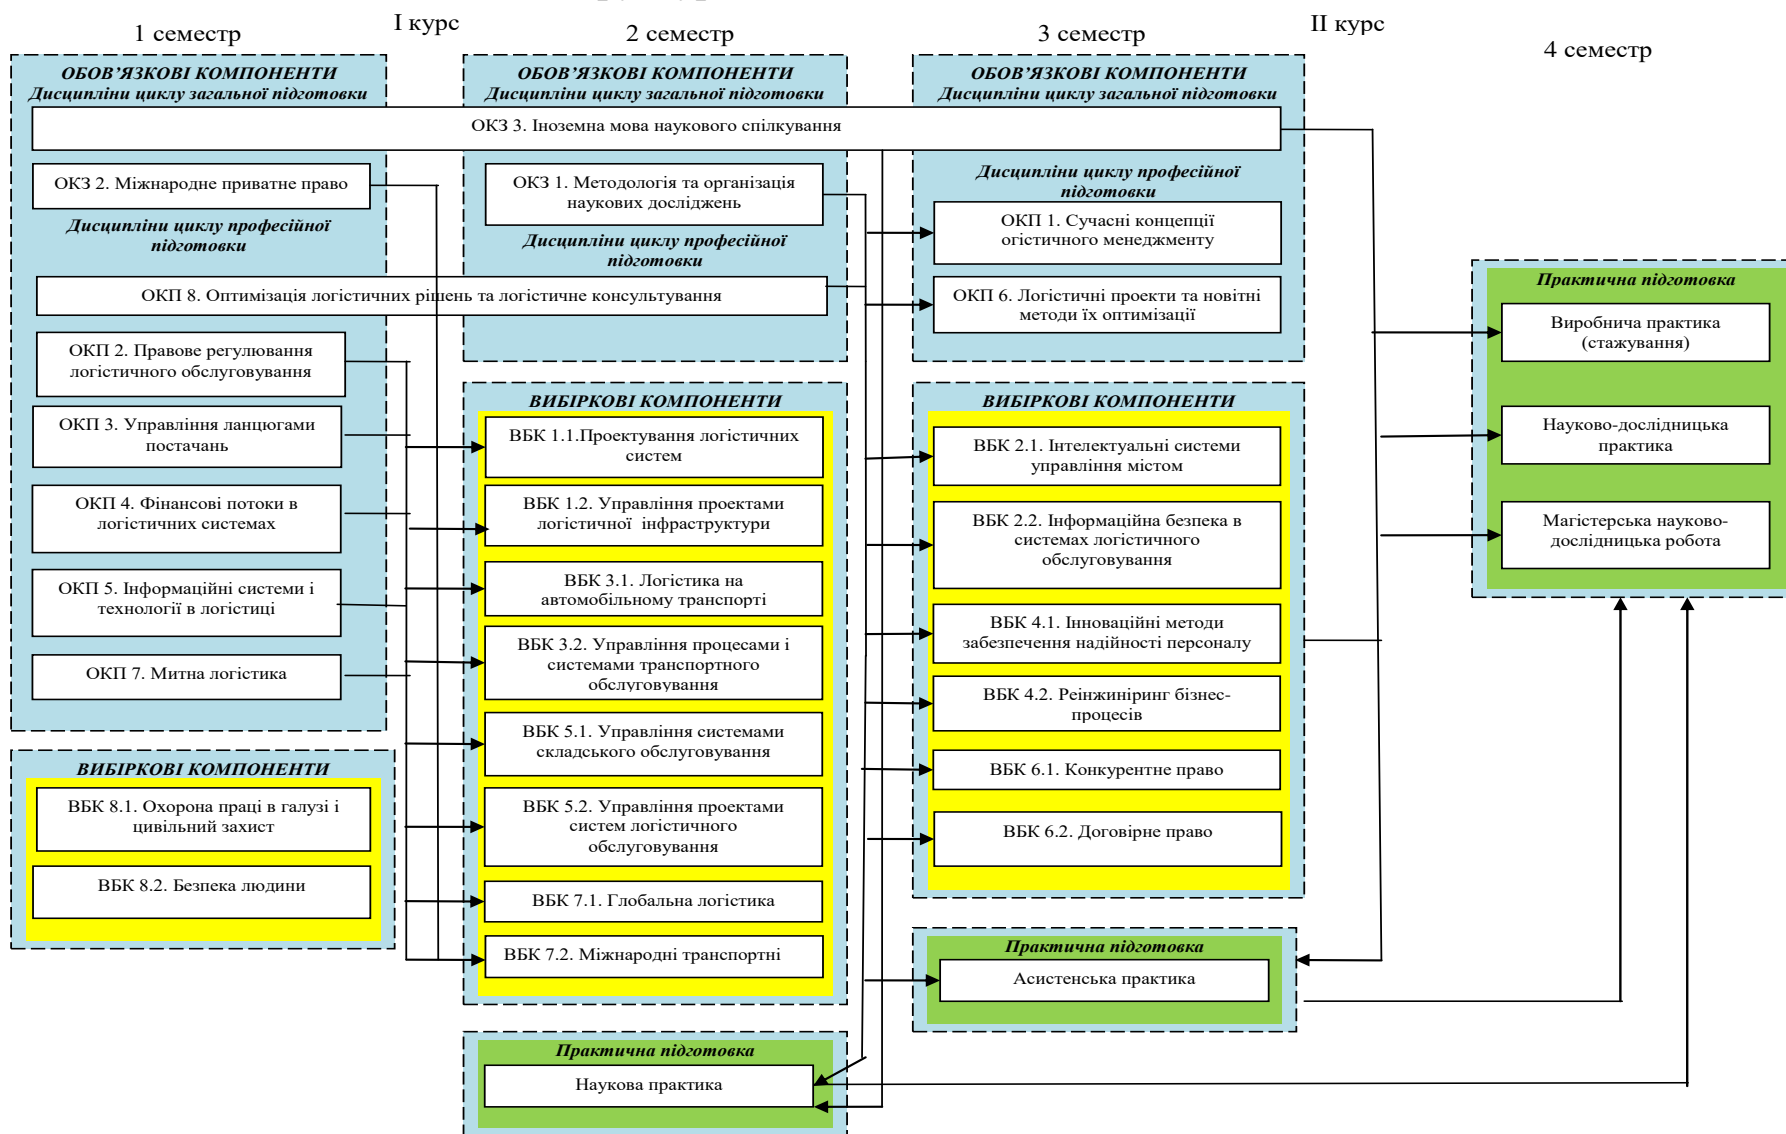 І курс
ІІ курс
1 семестр
2 семестр
3 семестр
4 семестр
ОБОВ’ЯЗКОВІ КОМПОНЕНТИ
Дисципліни циклу загальної підготовки
ОБОВ’ЯЗКОВІ КОМПОНЕНТИ
Дисципліни циклу загальної підготовки
ОБОВ’ЯЗКОВІ КОМПОНЕНТИ
Дисципліни циклу загальної підготовки
ОКЗ 3. Іноземна мова наукового спілкування
ОКЗ 2. Міжнародне приватне право
Дисципліни циклу професійної
підготовки
ОКЗ 1. Методологія та організація
наукових досліджень
Дисципліни циклу професійної
підготовки
Дисципліни циклу професійної
підготовки
ОКП 1. Сучасні концепції
огістичного менеджменту
ОКП 8. Оптимізація логістичних рішень та логістичне консультування
ОКП 6. Логістичні проекти та новітні
методи їх оптимізації
ОКП 2. Правове регулювання
логістичного обслуговування
ОКП 3. Управління ланцюгами
постачань
ОКП 4. Фінансові потоки в
логістичних системах
ОКП 5. Інформаційні системи і
технології в логістиці
ОКП 7. Митна логістика
ВИБІРКОВІ КОМПОНЕНТИ
ВБК 8.1. Охорона праці в галузі і
цивільний захист
ВБК 8.2. Безпека людини
ВИБІРКОВІ КОМПОНЕНТИ
ВБК 1.1.Проектування логістичних
систем
ВБК 1.2. Управління проектами
логістичної інфраструктури
ВБК 3.1. Логістика на
автомобільному транспорті
ВБК 3.2. Управління процесами і
системами транспортного
обслуговування
ВБК 5.1. Управління системами
складського обслуговування
ВБК 5.2. Управління проектами
систем логістичного
обслуговування
ВБК 7.1. Глобальна логістика
ВБК 7.2. Міжнародні транспортні
Практична підготовка
Наукова практика
ВИБІРКОВІ КОМПОНЕНТИ
ВБК 2.1. Інтелектуальні системи
управління містом
ВБК 2.2. Інформаційна безпека в
системах логістичного
обслуговування
ВБК 4.1. Інноваційні методи
забезпечення надійності персоналу
ВБК 4.2. Реінжиніринг бізнес-
процесів
ВБК 6.1. Конкурентне право
ВБК 6.2. Договірне право
Практична підготовка
Асистенська практика
Практична підготовка
Виробнича практика
(стажування)
Науково-дослідницька
практика
Магістерська науково-
дослідницька робота